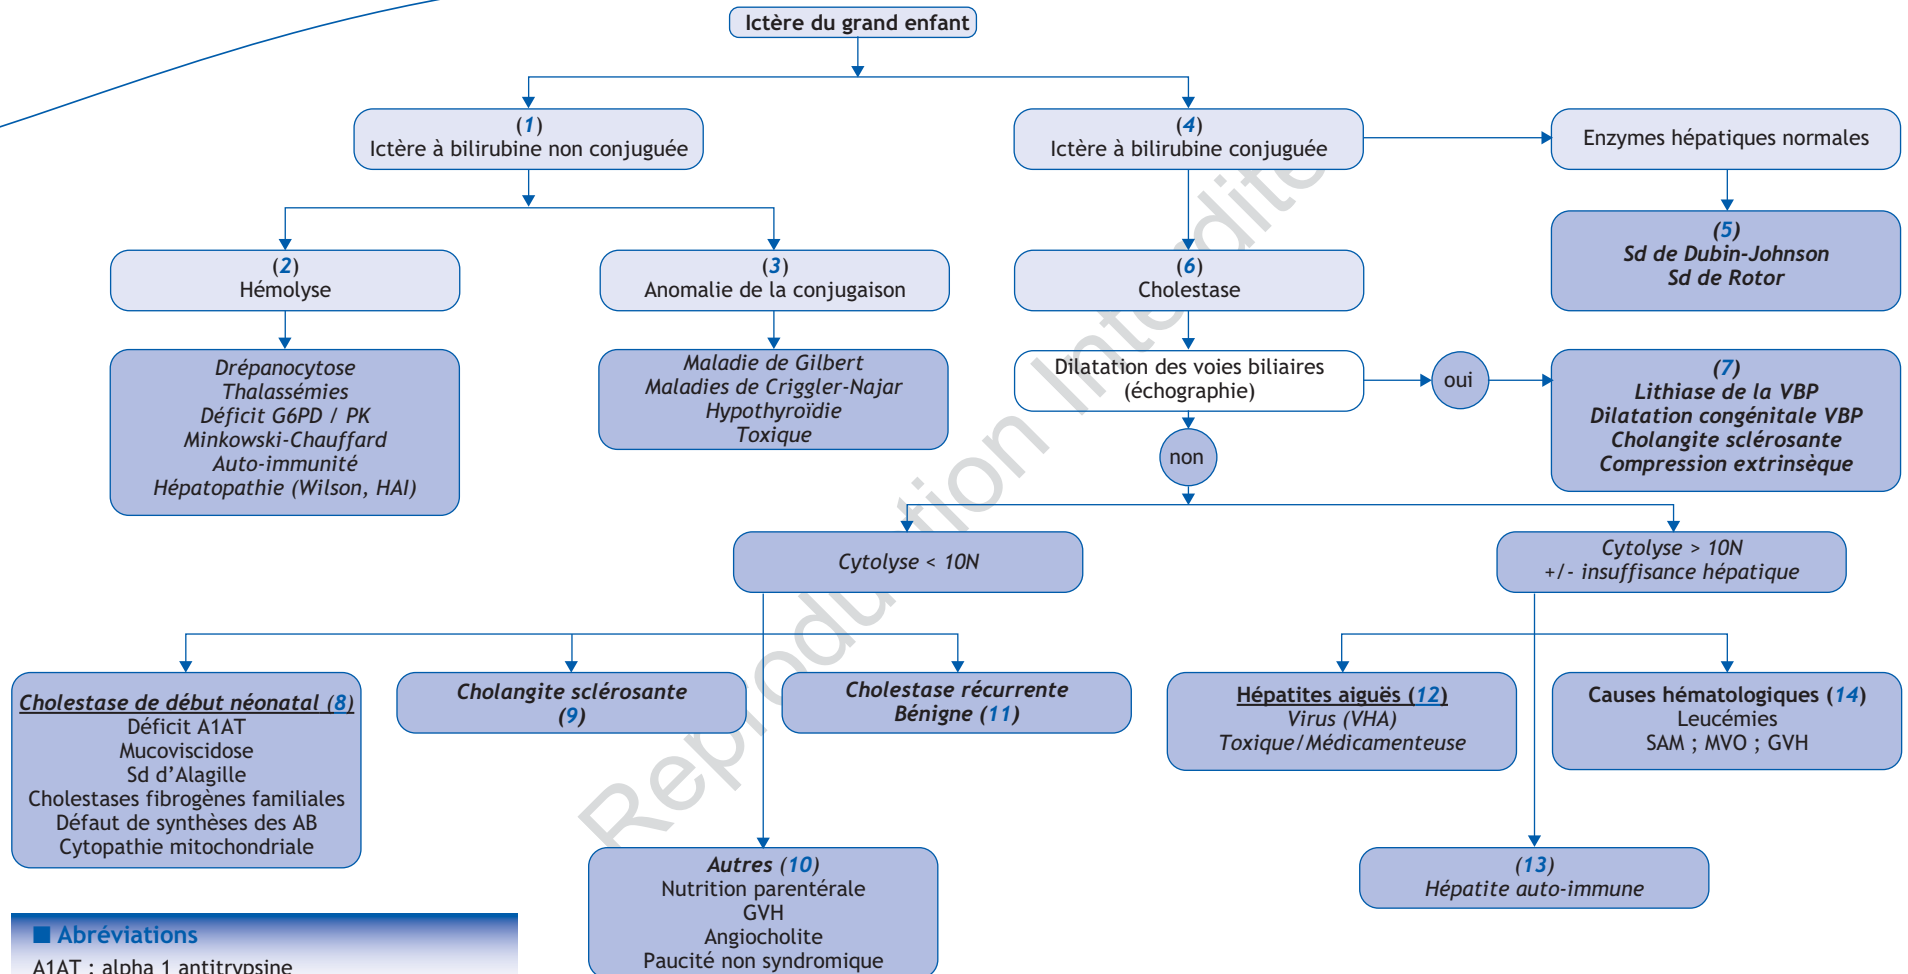 Ictère du grand enfant
(1)
Ictère à bilirubine non conjuguée
(4)
Ictère à bilirubine conjuguée
Enzymes hépatiques normales
(2)
Hémolyse
(3)
Anomalie de la conjugaison
(6)
Cholestase
(5)
Sd de Dubin-Johnson
Sd de Rotor
Drépanocytose
Thalassémies
Déficit G6PD / PK
Minkowski-Chauffard
Auto-immunité
Hépatopathie (Wilson, HAI)
Maladie de Gilbert
Maladies de Criggler-Najar
Hypothyroïdie
Toxique
Dilatation des voies biliaires
(échographie)
oui
(7)
Lithiase de la VBP
Dilatation congénitale VBP
Cholangite sclérosante
Compression extrinsèque
non
Cytolyse < 10N
Cytolyse > 10N
+/- insuffisance hépatique
Cholestase de début néonatal (8)
Déficit A1AT
Mucoviscidose
Sd d'Alagille
Cholestases fibrogènes familiales
Défaut de synthèses des AB
Cytopathie mitochondriale
Cholangite sclérosante
(9)
Cholestase récurrente
Bénigne (11)
Hépatites aiguës (12)
Virus (VHA)
Toxique/Médicamenteuse
Causes hématologiques (14)
Leucémies
SAM ; MVO ; GVH
Autres (10)
Nutrition parentérale
GVH
Angiocholite
Paucité non syndromique
(13)
Hépatite auto-immune
■ Abréviations
A1AT : alpha 1 antitrypsine
Reproduction Interdite